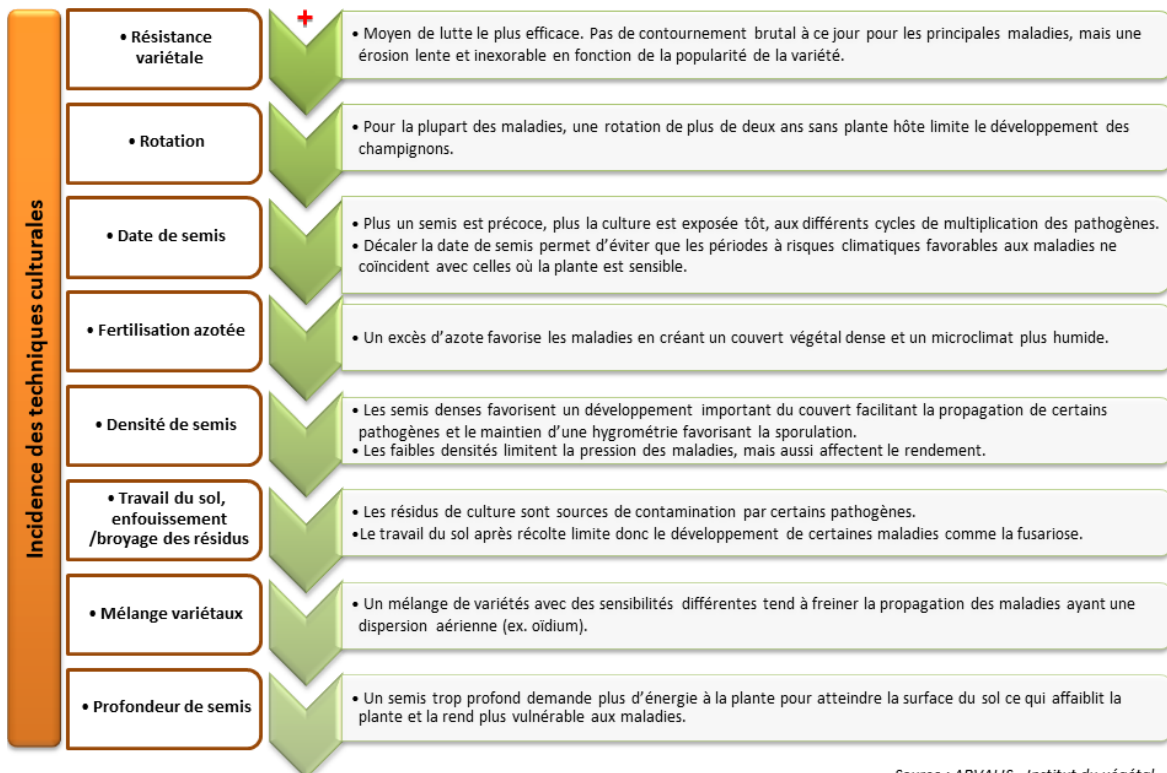 Incidence des techniques culturales
+
• Résistance
variétale
• Moyen de lutte le plus efficace. Pas de contournement brutal à ce jour pour les principales maladies, mais une
érosion lente et inexorable en fonction de la popularité de la variété.
• Rotation
• Pour la plupart des maladies, une rotation de plus de deux ans sans plante hôte limite le développement des
champignons.
• Date de semis
• Plus un semis est précoce, plus la culture est exposée tôt, aux différents cycles de multiplication des pathogènes.
• Décaler la date de semis permet d’éviter que les périodes à risques climatiques favorables aux maladies ne
coïncident avec celles où la plante est sensible.
• Fertilisation azotée
• Un excès d’azote favorise les maladies en créant un couvert végétal dense et un microclimat plus humide.
• Densité de semis
• Les semis denses favorisent un développement important du couvert facilitant la propagation de certains
pathogènes et le maintien d’une hygrométrie favorisant la sporulation.
• Les faibles densités limitent la pression des maladies, mais aussi affectent le rendement.
• Travail du sol,
enfouissement
/broyage des résidus
• Les résidus de culture sont sources de contamination par certains pathogènes.
•Le travail du sol après récolte limite donc le développement de certaines maladies comme la fusariose.
• Mélange variétaux
• Un mélange de variétés avec des sensibilités différentes tend à freiner la propagation des maladies ayant une
dispersion aérienne (ex. oïdium).
• Profondeur de semis
• Un semis trop profond demande plus d’énergie à la plante pour atteindre la surface du sol ce qui affaiblit la
plante et la rend plus vulnérable aux maladies.
Source : ARVALIS - Institut du végétal